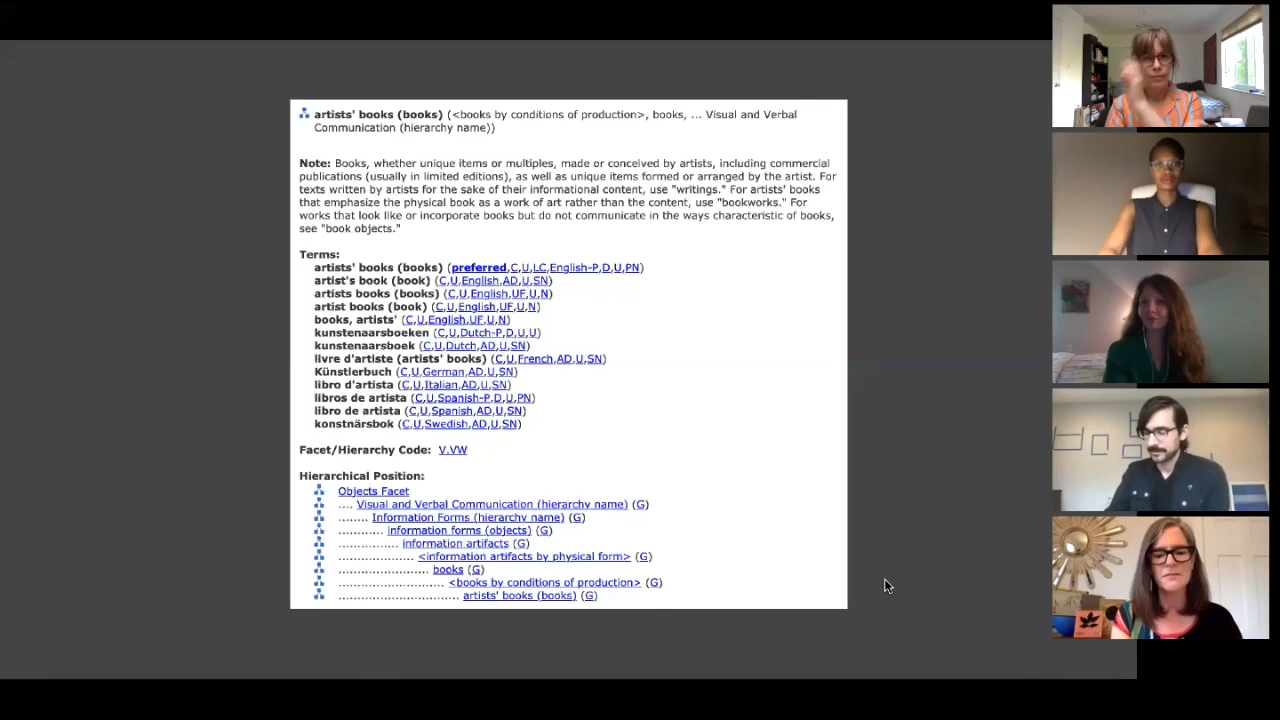 artists' books (books) (<books by conditions of production>, books, ... Visual and Verbal
Communication (hierarchy name))
Note: Books, whether unique items or multiples, made or conceived by artists, including commercial
publications (usually in limited editions), as well as unique items formed or arranged by the artist. For
texts written by artists for the sake of their informational content, use "writings." For artists' books
that emphasize the physical book as a work of art rather than the content, use "bookworks." For
works that look like or incorporate books but do not communicate in the ways characteristic of books,
see "book objects."
Terms:
artists' books (books) (preferred,C,U,LC,English-P,D,U,PN)
artist's book (book) (C,U,English,AD,U,SN)
artists books (books) (C,U,English,UF,U,N)
artist books (book) (C,U,English,UF,U,N)
books, artists' (C,U,English,UF,U,N)
kunstenaarsboeken (C,U,Dutch-P,D,U,U)
kunstenaarsboek (C,U,Dutch,AD,U,SN)
livre d'artiste (artists' books) (C,U,French,AD,U,SN)
Künstlerbuch (C,U,German,AD,U,SN)
libro d'artista (C,U,Italian,AD,U,SN)
libros de artista (C,U,Spanish-P,D,U,PN)
libro de artista (C,U,Spanish,AD,U,SN)
konstnärsbok (C,U,Swedish,AD,U,SN)
Facet/Hierarchy Code: V.VW
Hierarchical Position:
Objects Facet
.... Visual and Verbal Communication (hierarchy name) (G)
........ Information Forms (hierarchy name) (G)
............ information forms (objects) (G)
................ information artifacts (G)
.................... <information artifacts by physical form> (G)
........................ books (G)
............................ <books by conditions of production> (G)
................................ artists' books (books) (G)